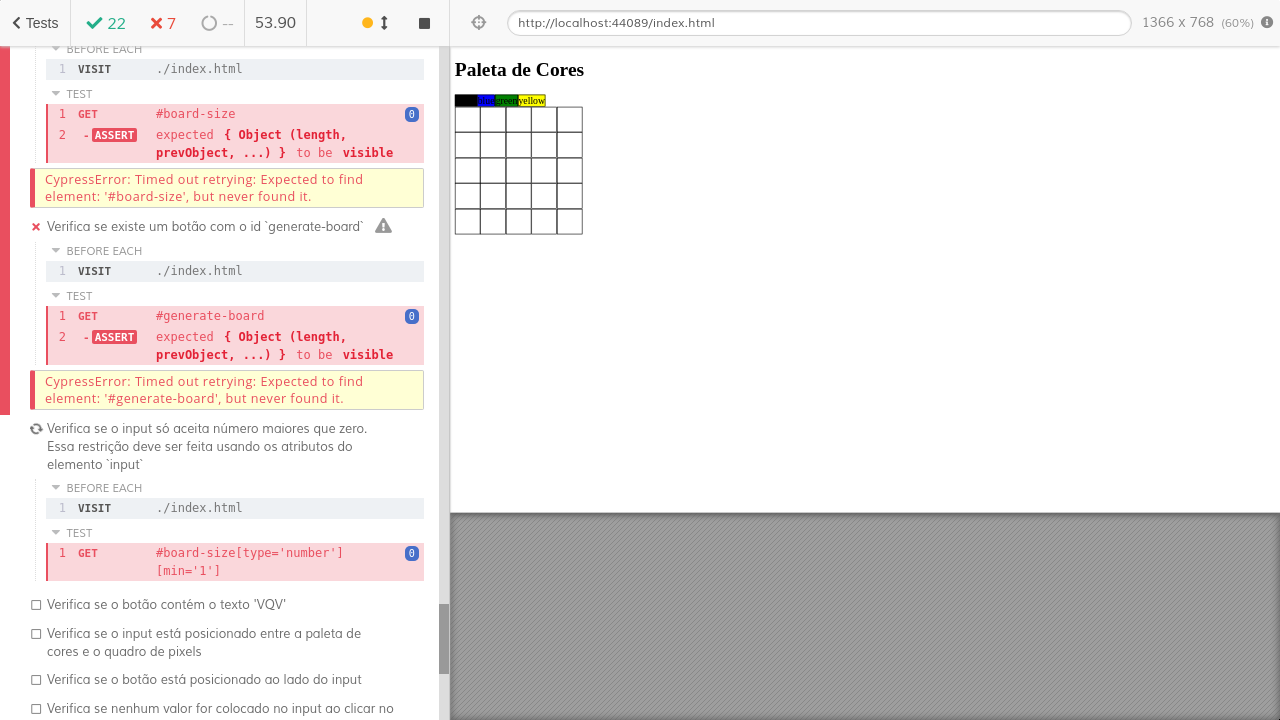 Tests
22
7
--
53.90
http://localhost:44089/index.html
1366 x 768 (60%)
BEFORE EACH
1 VISIT ./index.html
TEST
1 GET #board-size 0
2 -ASSERT expected { Object (length,
prevObject, ...) } to be visible
CypressError: Timed out retrying: Expected to find
element: '#board-size', but never found it.
Verifica se existe um botão com o id `generate-board`
BEFORE EACH
1 VISIT ./index.html
TEST
1 GET #generate-board 0
2 -ASSERT expected { Object (length,
prevObject, ...) } to be visible
CypressError: Timed out retrying: Expected to find
element: '#generate-board', but never found it.
Verifica se o input só aceita número maiores que zero.
Essa restrição deve ser feita usando os atributos do
elemento `input`
BEFORE EACH
1 VISIT ./index.html
TEST
1 GET #board-size[type='number'] 0
[min='1']
Verifica se o botão contém o texto 'VQV'
Verifica se o input está posicionado entre a paleta de
cores e o quadro de pixels
Verifica se o botão está posicionado ao lado do input
Verifica se nenhum valor for colocado no input ao clicar no
Paleta de Cores
green yellow